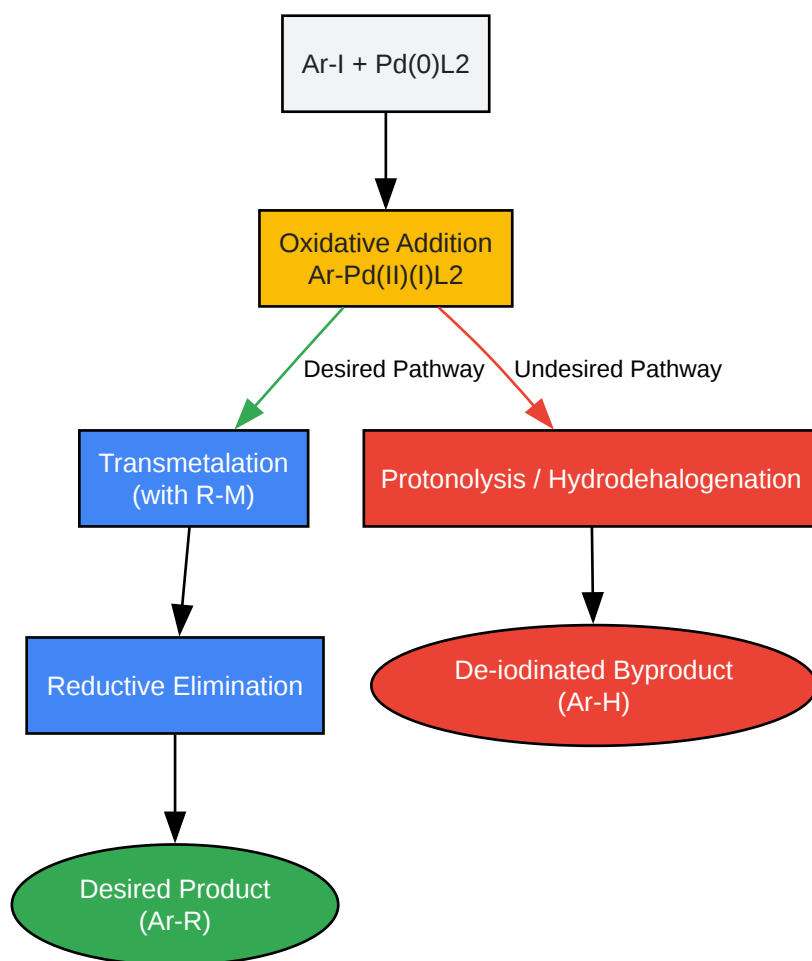 Ar-I + Pd(0)L2
Oxidative Addition
Ar-Pd(II)(I)L2
Desired Pathway
Undesired Pathway
Transmetalation
(with R-M)
Protonolysis / Hydrodehalogenation
Reductive Elimination
De-iodinated Byproduct
(Ar-H)
Desired Product
(Ar-R)